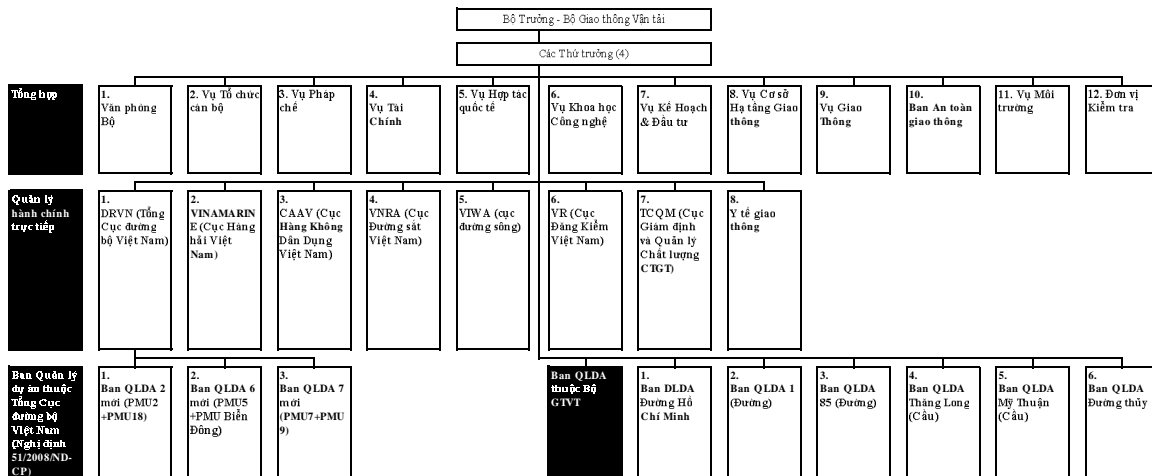 Bộ Trưởng - Bộ Giao thông Vận tải
Các Thứ trưởng (4)
Tổng hợp
1.
Văn phòng
Bộ
2. Vụ Tổ chức
cán bộ
3. Vụ Pháp
chế
4.
Vụ Tài
Chính
5. Vụ Hợp tác
quốc tế
6.
Vụ Khoa học
Công nghệ
7.
Vụ Kế Hoạch
& Đầu tư
8. Vụ Cơ sở
Hạ tầng Giao
thông
9.
Vụ Giao
Thông
10.
Ban An toàn
giao thông
11. Vụ Môi
trường
12. Đơn vị
Kiểm tra
Quản lý
hành chính
trực tiếp
1.
DRVN (Tổng
Cục đường
bộ Việt Nam)
2.
VINAMARIN
E (Cục Hàng
hải Việt
Nam)
3.
CAAV (Cục
Hàng Không
Dân Dụng
Việt Nam)
4.
VNRA (Cục
Đường sắt
Việt Nam)
5.
VIWA (cục
đường sông)
6.
VR (Cục
Đăng Kiểm
Việt Nam)
7.
TCQM (Cục
Giám định
và Quản lý
Chất lượng
CTGT)
8.
Y tế giao
thông
Ban Quản lý
dự án thuộc
Tổng Cục
đường bộ
Việt Nam
(Nghị định
51/2008/ND-
CP)
1.
Ban QLDA 2
mới (PMU2
+PMU18)
2.
Ban QLDA 6
mới (PMU5
+PMU Biển
Đông)
3.
Ban QLDA 7
mới
(PMU7+PMU
9)
Ban QLDA
thuộc Bộ
GTVT
1.
Ban DLDA
Đường Hồ
Chí Minh
2.
Ban QLDA 1
(Đường)
3.
Ban QLDA
85 (Đường)
4.
Ban QLDA
Thăng Long
(Cầu)
5.
Ban QLDA
Mỹ Thuận
(Cầu)
6.
Ban QLDA
Đường thủy